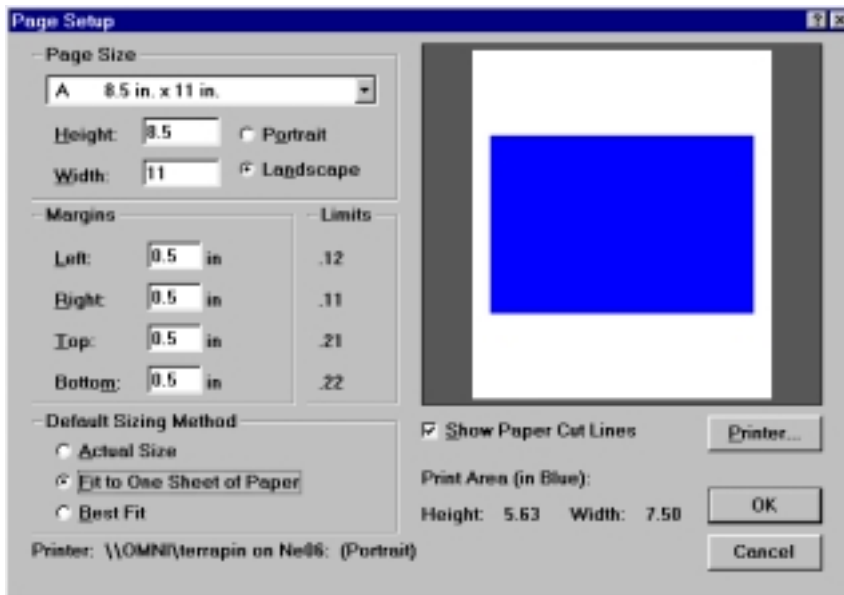 Page Setup
Page Size
A 8.5 in. x 11 in.
Height: 8.5 Portrait
Width: 11 Landscape
Margins Limits
Left: 0.5 in .12
Right: 0.5 in .11
Top: 0.5 in .21
Bottom: 0.5 in .22
Default Sizing Method
Actual Size
Fit to One Sheet of Paper
Best Fit
Printer: \\OMNI\terrapin on Ne06: (Portrait)
Show Paper Cut Lines
Printer...
Print Area (in Blue):
Height: 5.63 Width: 7.50
OK
Cancel